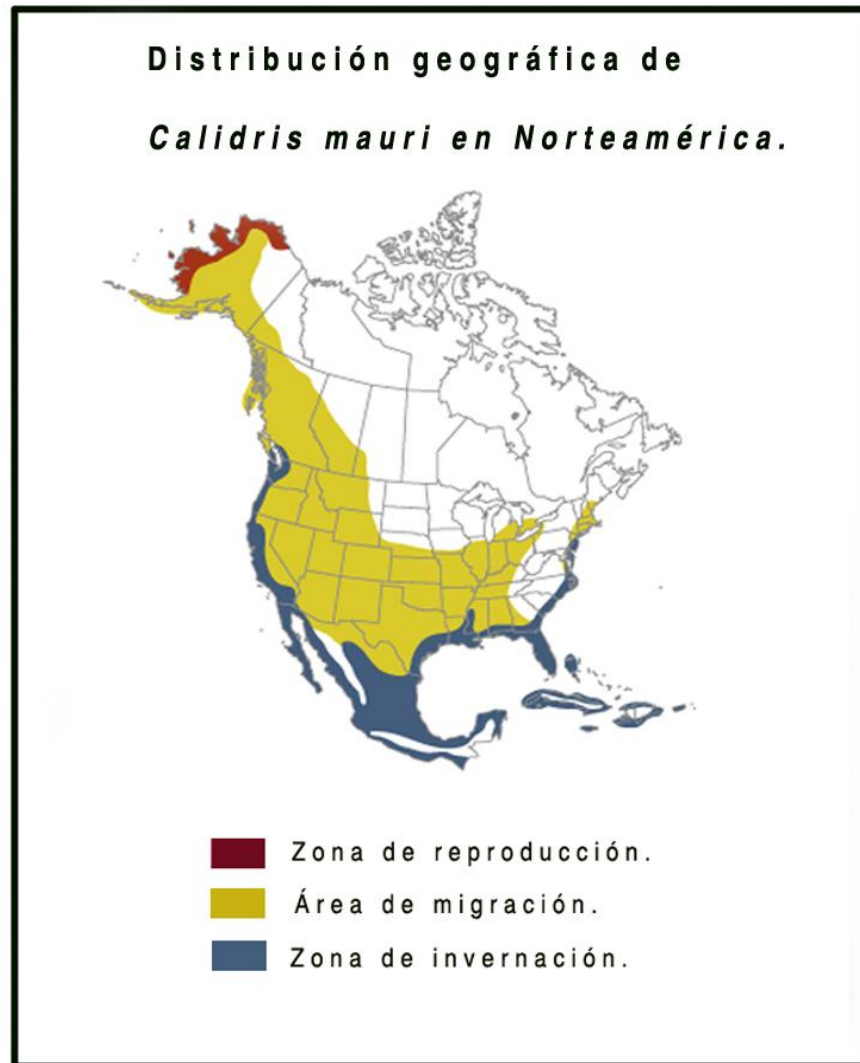 Distribución geográfica de
Calidris mauri en Norteamérica.
Zona de reproducción.
Área de migración.
Zona de invernación.